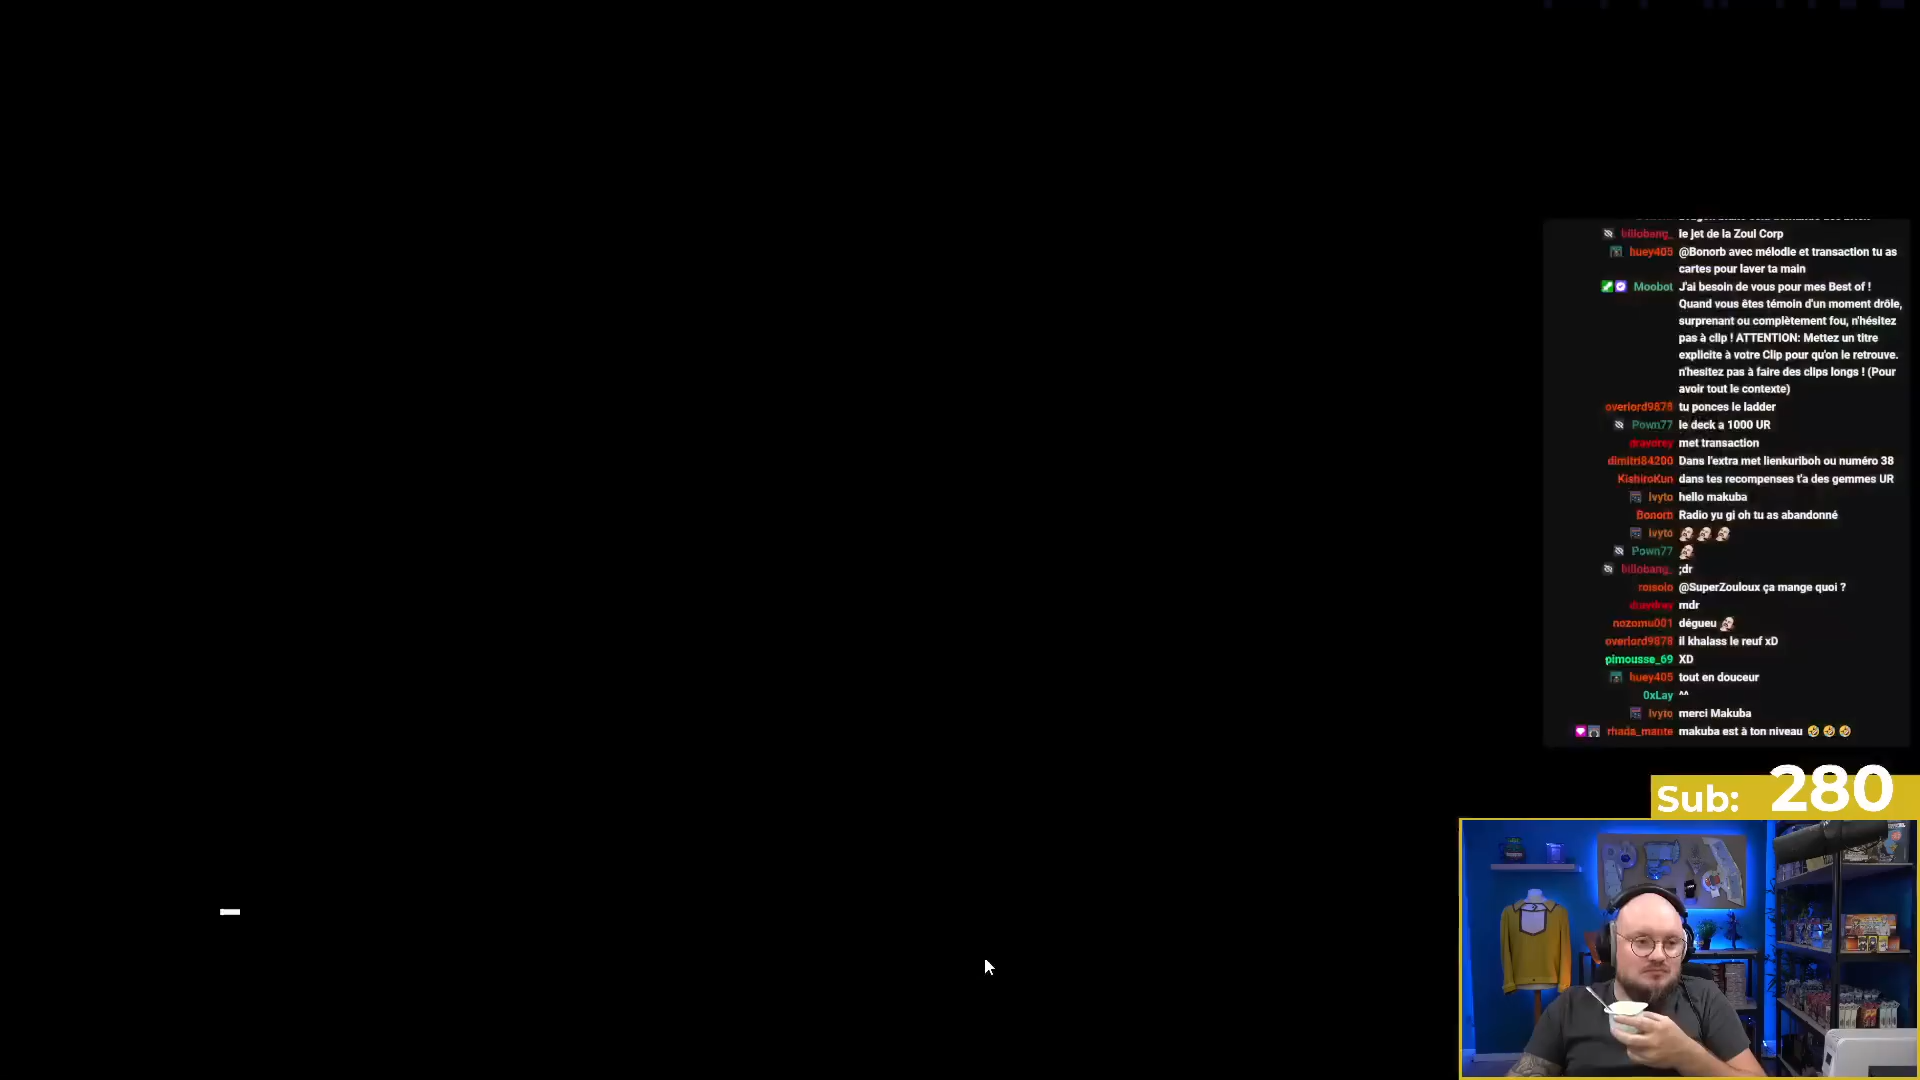 billobang_ le jet de la Zoul Corp
huey405 @Bonorb avec mélodie et transaction tu as
cartes pour laver ta main
Moobot J'ai besoin de vous pour mes Best of !
Quand vous êtes témoin d'un moment drôle,
surprenant ou complètement fou, n'hésitez
pas à clip ! ATTENTION: Mettez un titre
explicite à votre Clip pour qu'on le retrouve.
n'hesitez pas à faire des clips longs ! (Pour
avoir tout le contexte)
overlord9878 tu ponces le ladder
Pown77 le deck a 1000 UR
dravdrey met transaction
dimitri84200 Dans l'extra met lienkuriboh ou numéro 38
KishiroKun dans tes recompenses t'a des gemmes UR
lvyto hello makuba
Bonorb Radio yu gi oh tu as abandonné
lvyto
Pown77
billobang_ ;dr
roisolo @SuperZouloux ça mange quoi ?
dravdrey mdr
nozomu001 dégueu
overlord9878 il khalass le reuf xD
pimousse_69 XD
huey405 tout en douceur
0xLay ^^
lvyto merci Makuba
rhada_mante makuba est à ton niveau 🤣 🤣 🤣
Sub: 280